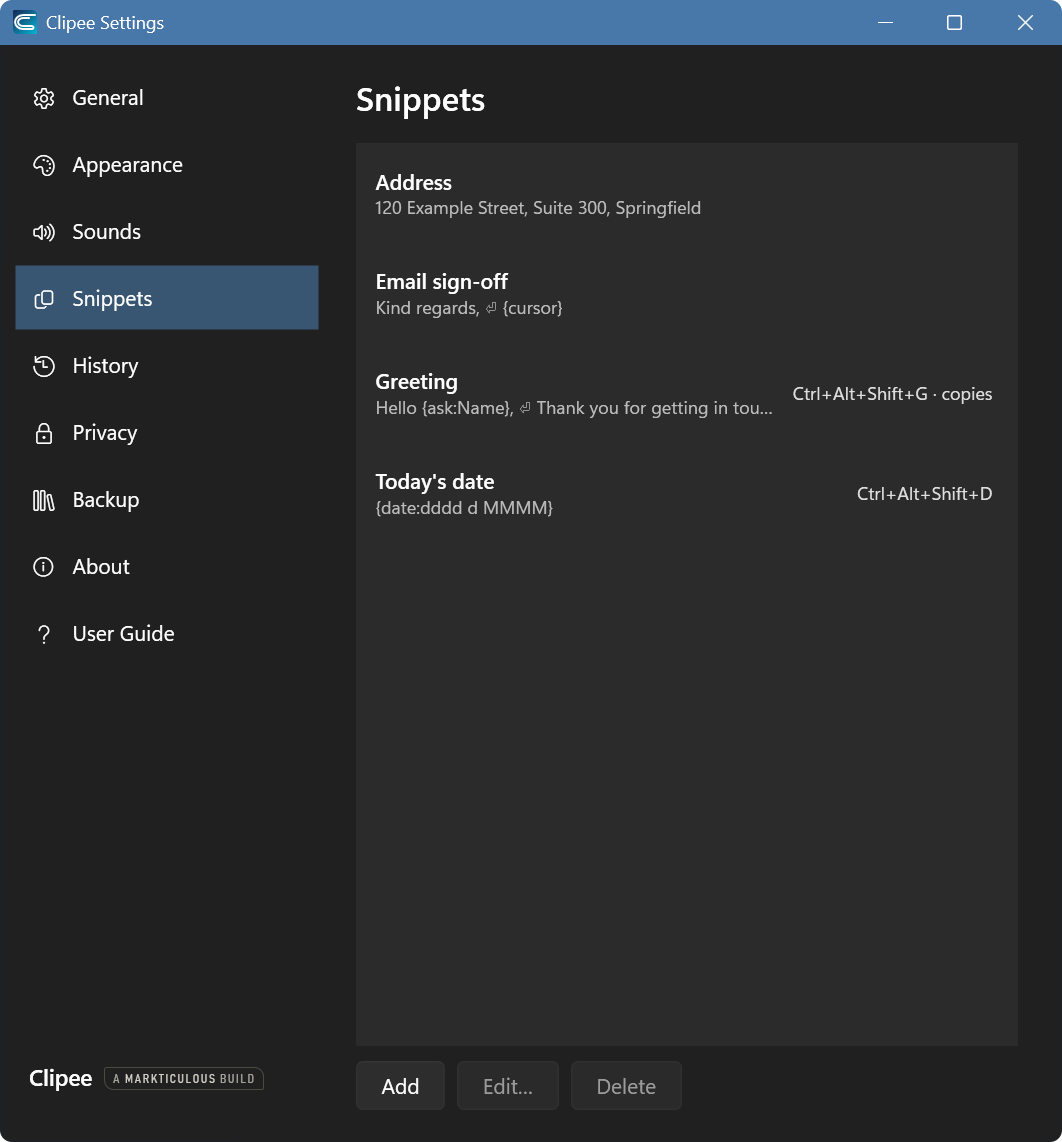 Clipee Settings
General
Appearance
Sounds
Snippets
History
Privacy
Backup
About
User Guide
Clipee
A MARKTICULOUS BUILD
Snippets
Address
120 Example Street, Suite 300, Springfield
Email sign-off
Kind regards, ⏎ {cursor}
Greeting
Hello {ask:Name}, ⏎ Thank you for getting in tou...
Ctrl+Alt+Shift+G · copies
Today's date
{date:dddd d MMMM}
Ctrl+Alt+Shift+D
Add
Edit...
Delete